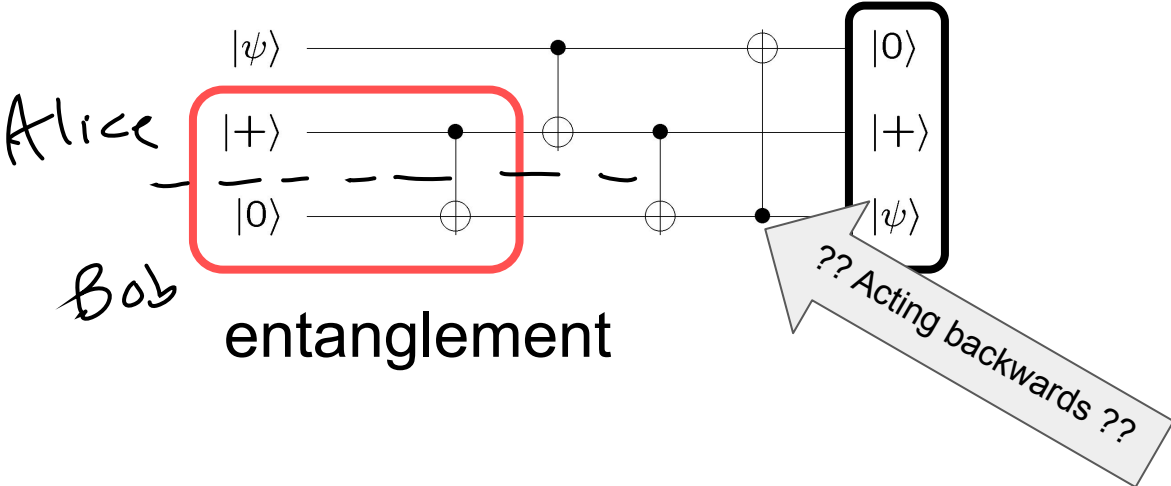 |ψ⟩
|0⟩
Alice
|+⟩
|+⟩
|0⟩
|ψ⟩
Bob
entanglement
?? Acting backwards ??